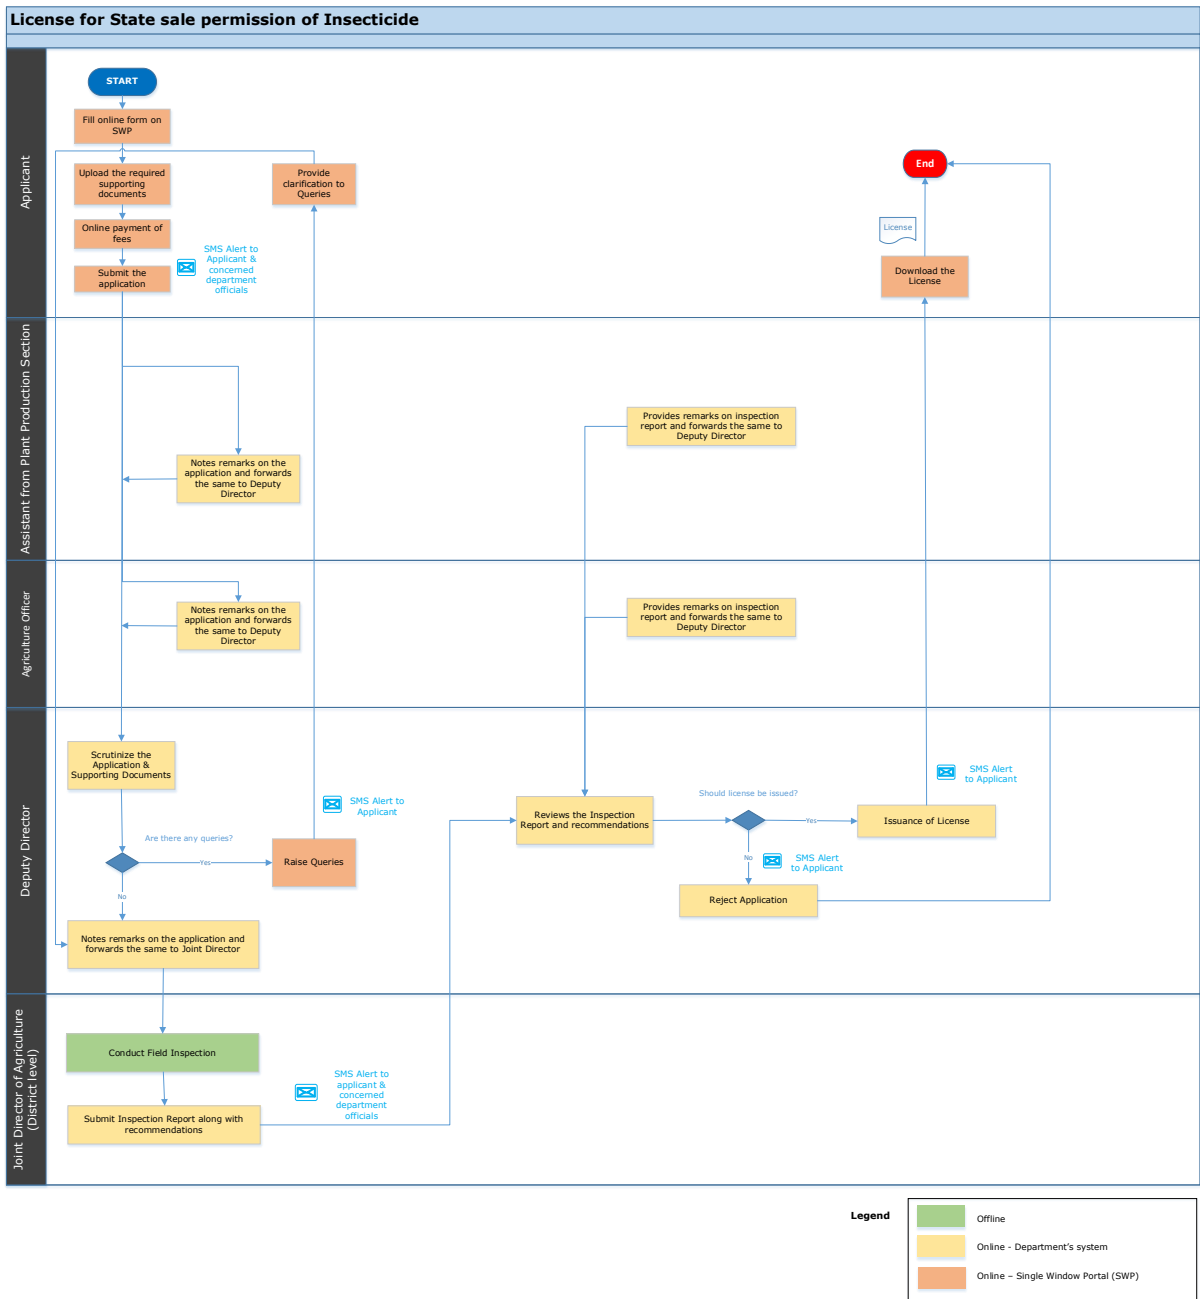 License for State sale permission of Insecticide
Applicant
START
Fill online form on
SWP
Upload the required
supporting
documents
Online payment of
fees
Submit the
application
SMS Alert to
Applicant &
concerned
department
officials
Provide
clarification to
Queries
End
License
Download the
License
Assistant from Plant Production Section
Notes remarks on the
application and forwards
the same to Deputy
Director
Provides remarks on inspection
report and forwards the same to
Deputy Director
Agriculture Officer
Notes remarks on the
application and forwards
the same to Deputy
Director
Provides remarks on inspection
report and forwards the same to
Deputy Director
Deputy Director
Scrutinize the
Application &
Supporting Documents
Are there any queries?
Yes
No
Raise Queries
SMS Alert to
Applicant
Notes remarks on the application and
forwards the same to Joint Director
Reviews the Inspection
Report and recommendations
Should license be issued?
Yes
No
SMS Alert
to Applicant
Issuance of License
SMS Alert
to Applicant
Reject Application
Joint Director of Agriculture
(District level)
Conduct Field Inspection
Submit Inspection Report along with
recommendations
SMS Alert to
applicant &
concerned
department
officials
Legend
Offline
Online - Department's system
Online – Single Window Portal (SWP)